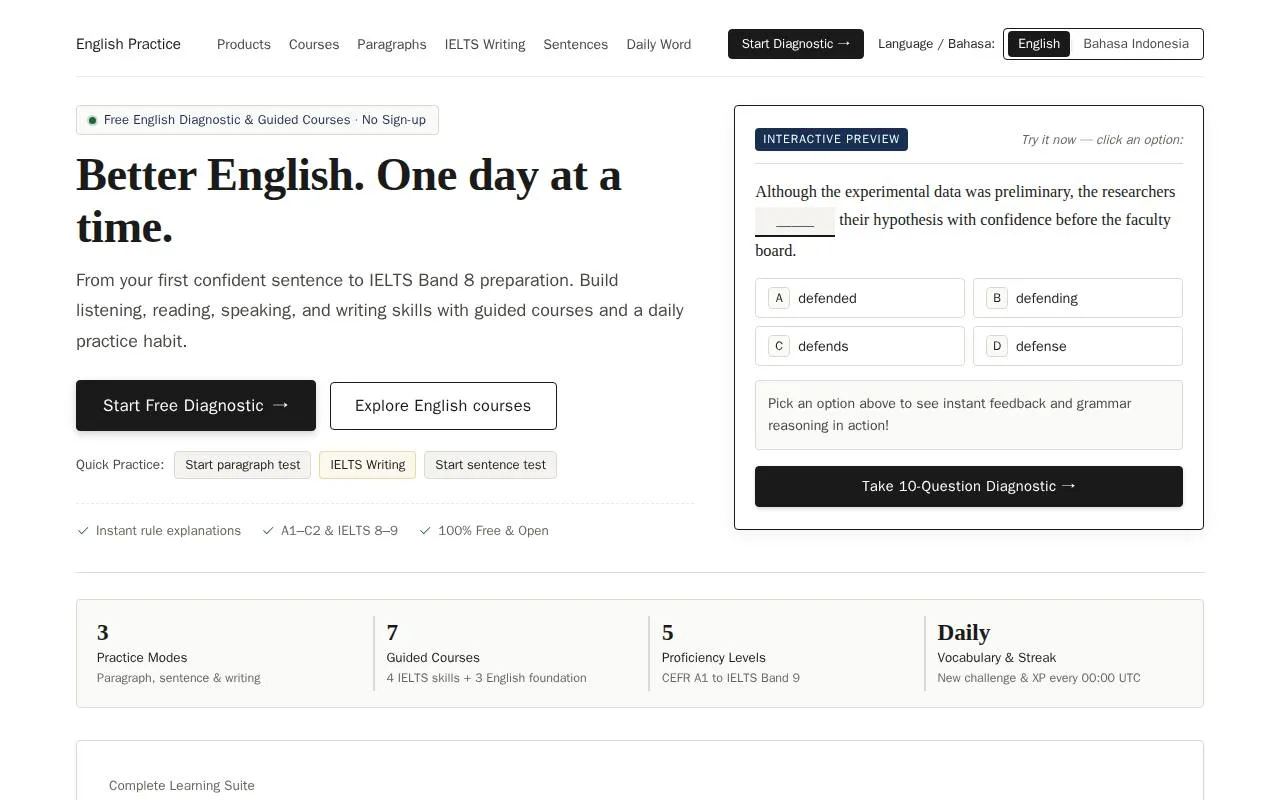 English Practice
Products
Courses
Paragraphs
IELTS Writing
Sentences
Daily Word
Start Diagnostic →
Language / Bahasa:
English
Bahasa Indonesia
Free English Diagnostic & Guided Courses · No Sign-up
Better English. One day at a
time.
From your first confident sentence to IELTS Band 8 preparation. Build
listening, reading, speaking, and writing skills with guided courses and a daily
practice habit.
Start Free Diagnostic →
Explore English courses
Quick Practice:
Start paragraph test
IELTS Writing
Start sentence test
✓ Instant rule explanations
✓ A1–C2 & IELTS 8–9
✓ 100% Free & Open
INTERACTIVE PREVIEW
Try it now — click an option:
Although the experimental data was preliminary, the researchers
_____ their hypothesis with confidence before the faculty
board.
A defended
B defending
C defends
D defense
Pick an option above to see instant feedback and grammar
reasoning in action!
Take 10-Question Diagnostic →
3
Practice Modes
Paragraph, sentence & writing
7
Guided Courses
4 IELTS skills + 3 English foundation
5
Proficiency Levels
CEFR A1 to IELTS Band 9
Daily
Vocabulary & Streak
New challenge & XP every 00:00 UTC
Complete Learning Suite